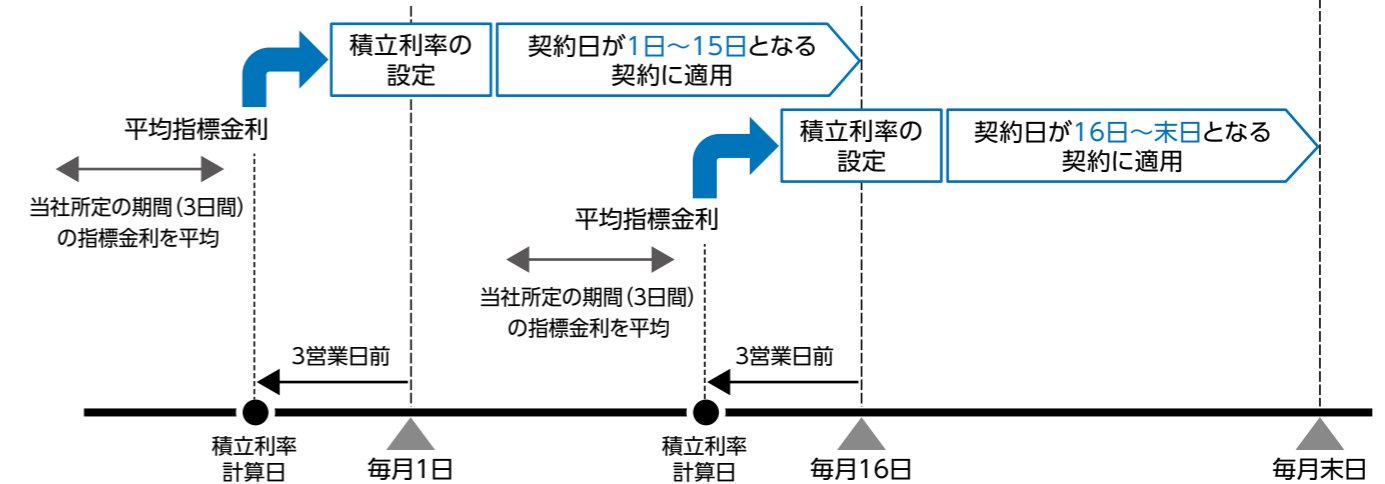 積立利率の
設定
契約日が1日～15日となる
契約に適用
平均指標金利
当社所定の期間(3日間)
の指標金利を平均
積立利率の
設定
契約日が16日～末日となる
契約に適用
平均指標金利
当社所定の期間(3日間)
の指標金利を平均
3営業日前
3営業日前
積立利率
計算日
毎月1日
積立利率
計算日
毎月16日
毎月末日